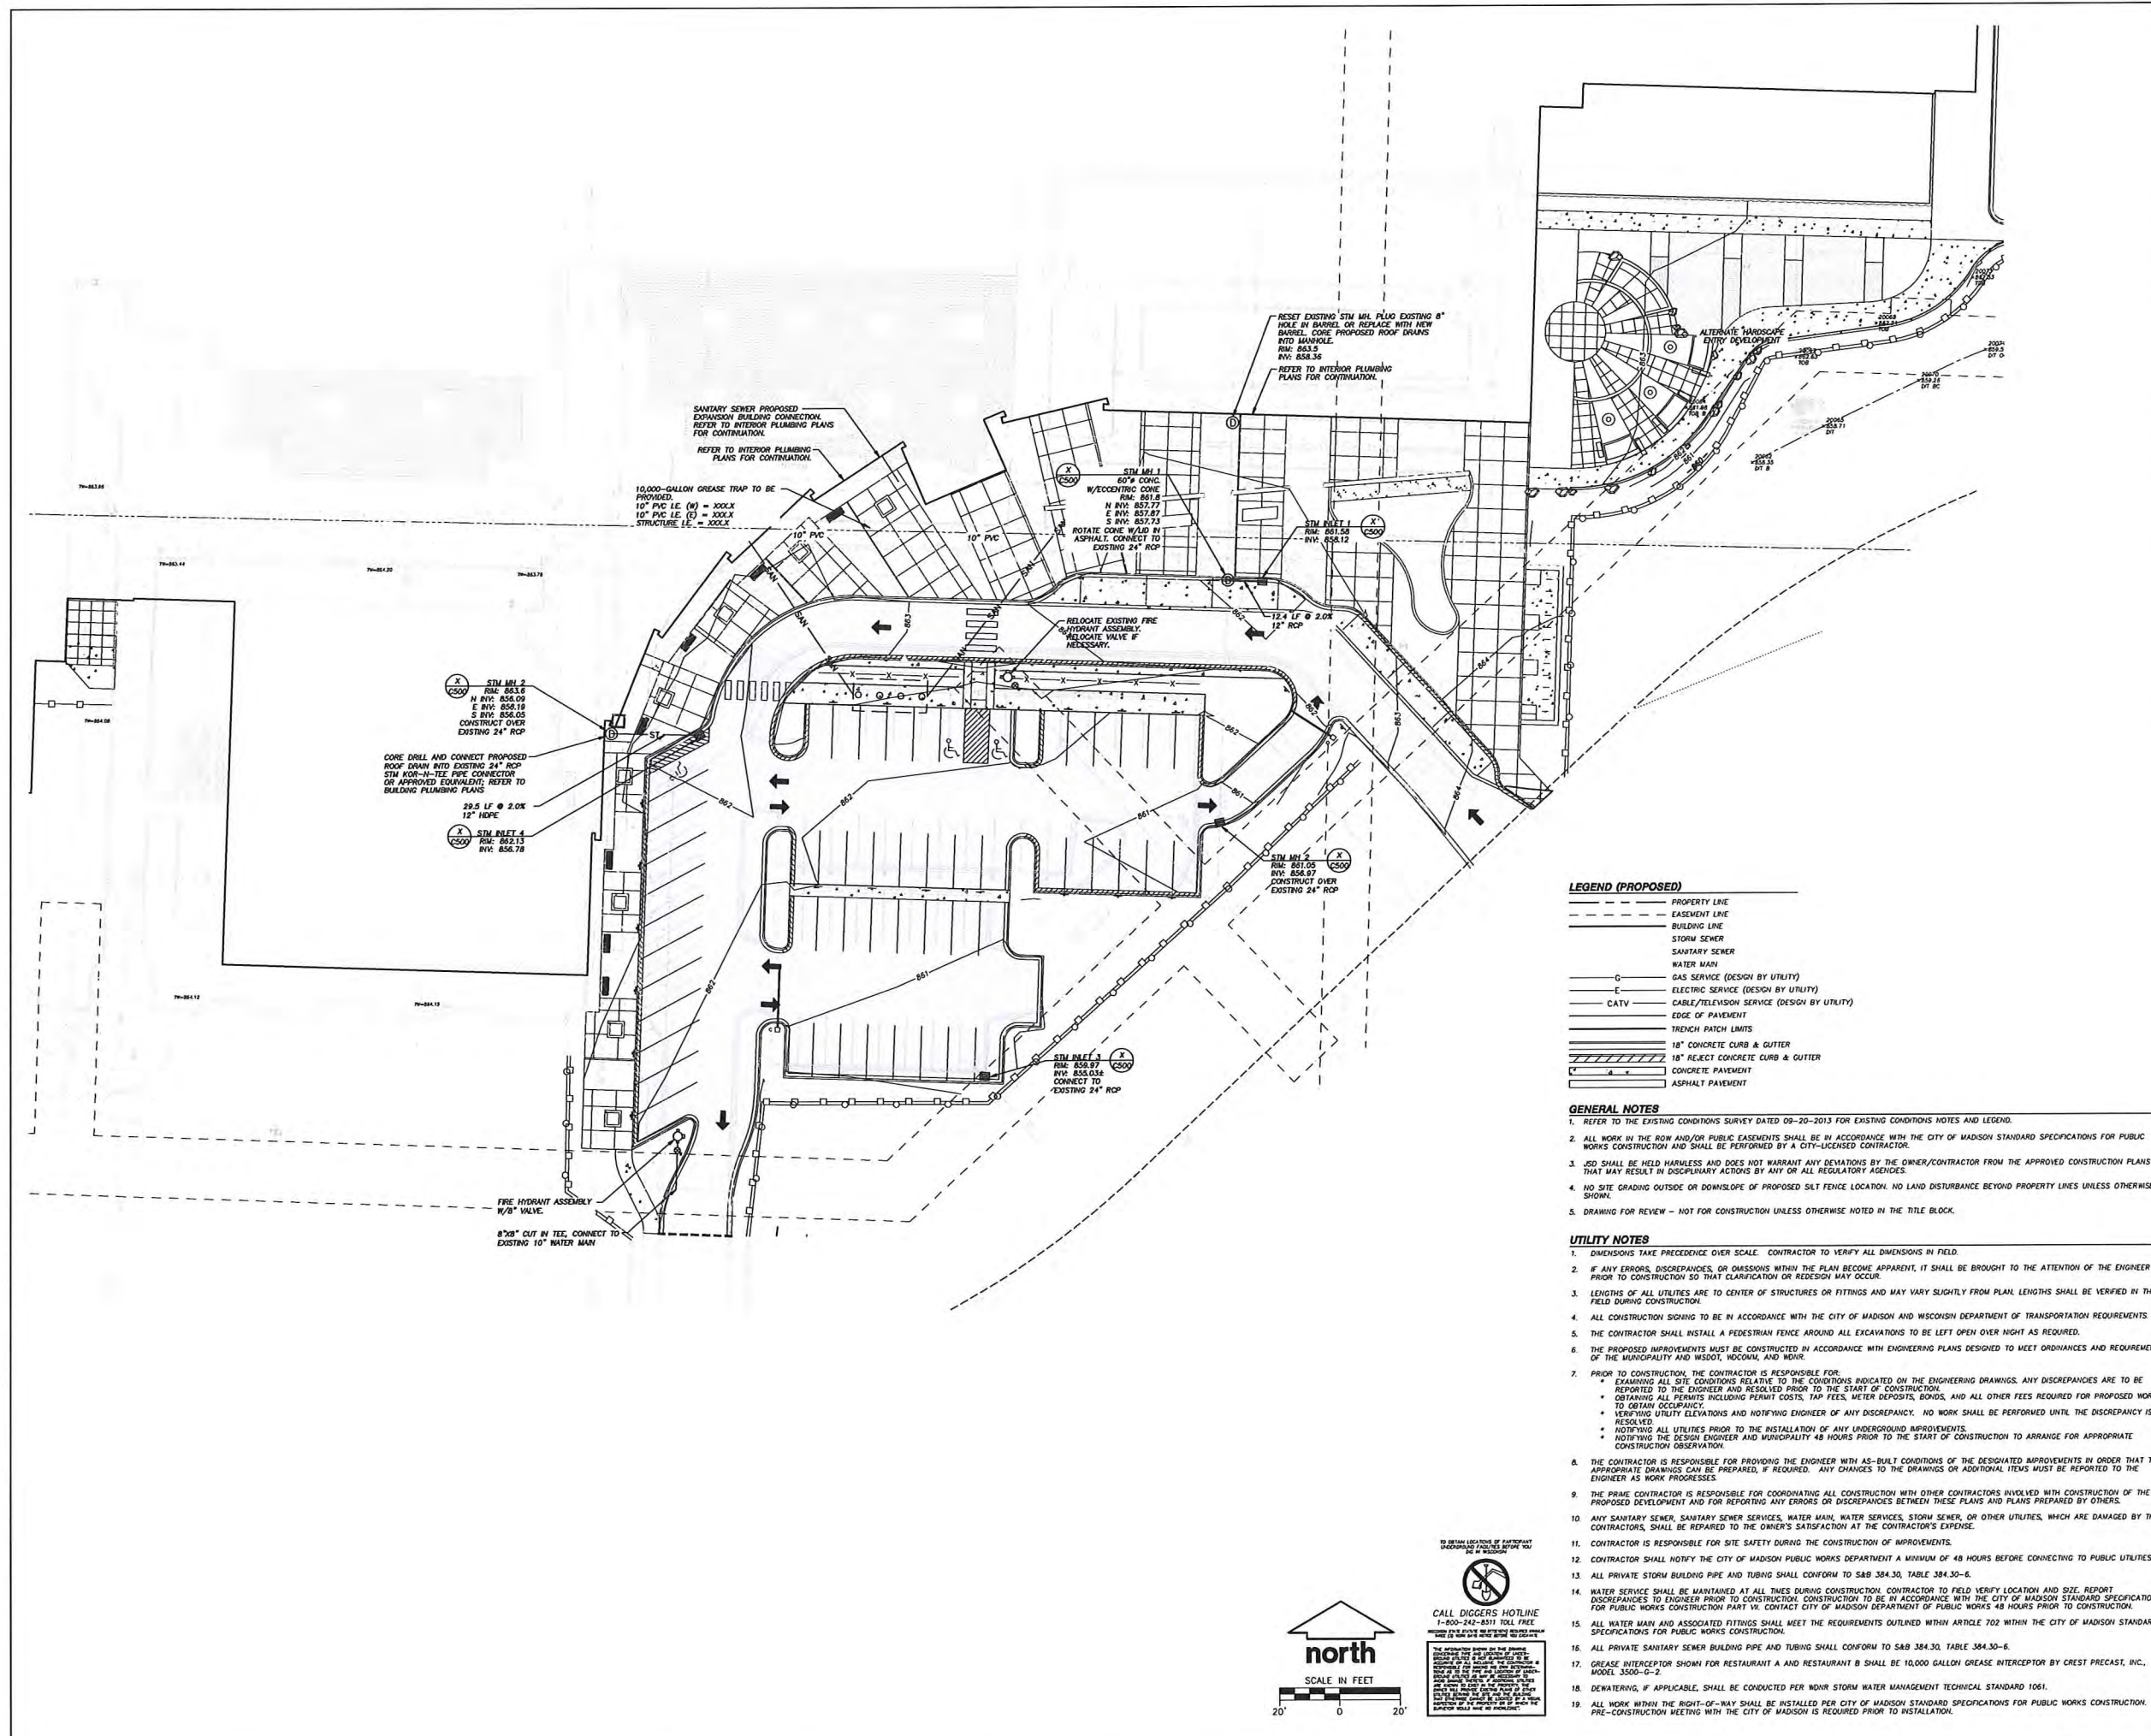 RESET EXISTING STM MH. PLUG EXISTING 8"
HOLE IN BARREL OR REPLACE WITH NEW
BARREL. CORE PROPOSED ROOF DRAINS
INTO MANHOLE.
RIM: 863.5
INV: 858.36
REFER TO INTERIOR PLUMBING
PLANS FOR CONTINUATION.
ALTERNATE HARDSCAPE
ENTRY DEVELOPMENT
863
862
861
860
SANITARY SEWER PROPOSED
EXPANSION BUILDING CONNECTION.
REFER TO INTERIOR PLUMBING PLANS
FOR CONTINUATION.
REFER TO INTERIOR PLUMBING
PLANS FOR CONTINUATION.
10,000-GALLON GREASE TRAP TO BE
PROVIDED.
10" PVC I.E. (W) = XXX.X
10" PVC I.E. (E) = XXX.X
STRUCTURE I.E. = XXX.X
10" PVC
10" PVC
X
C500
STM MH 1
60"ø CONC.
W/ECCENTRIC CONE
RIM: 861.8
N INV: 857.77
E INV: 857.87
S INV: 857.73
ROTATE CONE W/LID IN
ASPHALT. CONNECT TO
EXISTING 24" RCP
STM INLET 1
RIM: 861.58
INV: 858.12
X
C500
D
D
SAN
SAN
SAN
SAN
12.4 LF @ 2.0%
12" RCP
RELOCATE EXISTING FIRE
HYDRANT ASSEMBLY.
RELOCATE VALVE IF
NECESSARY.
863
862
864
863
864
X
C500
STM MH 2
RIM: 863.6
N INV: 856.09
E INV: 856.19
S INV: 856.05
CONSTRUCT OVER
EXISTING 24" RCP
D
ST
CORE DRILL AND CONNECT PROPOSED
ROOF DRAIN INTO EXISTING 24" RCP
STM KOR-N-TEE PIPE CONNECTOR
OR APPROVED EQUIVALENT; REFER TO
BUILDING PLUMBING PLANS
29.5 LF @ 2.0%
12" HDPE
X
C500
STM INLET 4
RIM: 862.13
INV: 856.78
862
862
862
862
861
861
STM MH 2
RIM: 861.05
INV: 856.97
CONSTRUCT OVER
EXISTING 24" RCP
X
C500
862
861
STM INLET 3
RIM: 859.97
INV: 855.03±
CONNECT TO
EXISTING 24" RCP
X
C500
FIRE HYDRANT ASSEMBLY
W/8" VALVE.
8"X8" CUT IN TEE, CONNECT TO
EXISTING 10" WATER MAIN
LEGEND (PROPOSED)
PROPERTY LINE
EASEMENT LINE
BUILDING LINE
STORM SEWER
SANITARY SEWER
WATER MAIN
G GAS SERVICE (DESIGN BY UTILITY)
E ELECTRIC SERVICE (DESIGN BY UTILITY)
CATV CABLE/TELEVISION SERVICE (DESIGN BY UTILITY)
EDGE OF PAVEMENT
TRENCH PATCH LIMITS
18" CONCRETE CURB & GUTTER
18" REJECT CONCRETE CURB & GUTTER
CONCRETE PAVEMENT
ASPHALT PAVEMENT
GENERAL NOTES
1. REFER TO THE EXISTING CONDITIONS SURVEY DATED 09-20-2013 FOR EXISTING CONDITIONS NOTES AND LEGEND.
2. ALL WORK IN THE ROW AND/OR PUBLIC EASEMENTS SHALL BE IN ACCORDANCE WITH THE CITY OF MADISON STANDARD SPECIFICATIONS FOR PUBLIC
WORKS CONSTRUCTION AND SHALL BE PERFORMED BY A CITY-LICENSED CONTRACTOR.
3. JSD SHALL BE HELD HARMLESS AND DOES NOT WARRANT ANY DEVIATIONS BY THE OWNER/CONTRACTOR FROM THE APPROVED CONSTRUCTION PLANS
THAT MAY RESULT IN DISCIPLINARY ACTIONS BY ANY OR ALL REGULATORY AGENCIES.
4. NO SITE GRADING OUTSIDE OR DOWNSLOPE OF PROPOSED SILT FENCE LOCATION. NO LAND DISTURBANCE BEYOND PROPERTY LINES UNLESS OTHERWISE
SHOWN.
5. DRAWING FOR REVIEW – NOT FOR CONSTRUCTION UNLESS OTHERWISE NOTED IN THE TITLE BLOCK.
UTILITY NOTES
1. DIMENSIONS TAKE PRECEDENCE OVER SCALE. CONTRACTOR TO VERIFY ALL DIMENSIONS IN FIELD.
2. IF ANY ERRORS, DISCREPANCIES, OR OMISSIONS WITHIN THE PLAN BECOME APPARENT, IT SHALL BE BROUGHT TO THE ATTENTION OF THE ENGINEER
PRIOR TO CONSTRUCTION SO THAT CLARIFICATION OR REDESIGN MAY OCCUR.
3. LENGTHS OF ALL UTILITIES ARE TO CENTER OF STRUCTURES OR FITTINGS AND MAY VARY SLIGHTLY FROM PLAN. LENGTHS SHALL BE VERIFIED IN TH
FIELD DURING CONSTRUCTION.
4. ALL CONSTRUCTION SIGNING TO BE IN ACCORDANCE WITH THE CITY OF MADISON AND WISCONSIN DEPARTMENT OF TRANSPORTATION REQUIREMENTS.
5. THE CONTRACTOR SHALL INSTALL A PEDESTRIAN FENCE AROUND ALL EXCAVATIONS TO BE LEFT OPEN OVER NIGHT AS REQUIRED.
6. THE PROPOSED IMPROVEMENTS MUST BE CONSTRUCTED IN ACCORDANCE WITH ENGINEERING PLANS DESIGNED TO MEET ORDINANCES AND REQUIREME
OF THE MUNICIPALITY AND WISDOT, WDCOMM, AND WDNR.
7. PRIOR TO CONSTRUCTION, THE CONTRACTOR IS RESPONSIBLE FOR:
* EXAMINING ALL SITE CONDITIONS RELATIVE TO THE CONDITIONS INDICATED ON THE ENGINEERING DRAWINGS. ANY DISCREPANCIES ARE TO BE
REPORTED TO THE ENGINEER AND RESOLVED PRIOR TO THE START OF CONSTRUCTION.
* OBTAINING ALL PERMITS INCLUDING PERMIT COSTS, TAP FEES, METER DEPOSITS, BONDS, AND ALL OTHER FEES REQUIRED FOR PROPOSED WOR
TO OBTAIN OCCUPANCY.
* VERIFYING UTILITY ELEVATIONS AND NOTIFYING ENGINEER OF ANY DISCREPANCY. NO WORK SHALL BE PERFORMED UNTIL THE DISCREPANCY IS
RESOLVED.
* NOTIFYING ALL UTILITIES PRIOR TO THE INSTALLATION OF ANY UNDERGROUND IMPROVEMENTS.
* NOTIFYING THE DESIGN ENGINEER AND MUNICIPALITY 48 HOURS PRIOR TO THE START OF CONSTRUCTION TO ARRANGE FOR APPROPRIATE
CONSTRUCTION OBSERVATION.
8. THE CONTRACTOR IS RESPONSIBLE FOR PROVIDING THE ENGINEER WITH AS-BUILT CONDITIONS OF THE DESIGNATED IMPROVEMENTS IN ORDER THAT T
APPROPRIATE DRAWINGS CAN BE PREPARED, IF REQUIRED. ANY CHANGES TO THE DRAWINGS OR ADDITIONAL ITEMS MUST BE REPORTED TO THE
ENGINEER AS WORK PROGRESSES.
9. THE PRIME CONTRACTOR IS RESPONSIBLE FOR COORDINATING ALL CONSTRUCTION WITH OTHER CONTRACTORS INVOLVED WITH CONSTRUCTION OF THE
PROPOSED DEVELOPMENT AND FOR REPORTING ANY ERRORS OR DISCREPANCIES BETWEEN THESE PLANS AND PLANS PREPARED BY OTHERS.
10. ANY SANITARY SEWER, SANITARY SEWER SERVICES, WATER MAIN, WATER SERVICES, STORM SEWER, OR OTHER UTILITIES, WHICH ARE DAMAGED BY TH
CONTRACTORS, SHALL BE REPAIRED TO THE OWNER'S SATISFACTION AT THE CONTRACTOR'S EXPENSE.
11. CONTRACTOR IS RESPONSIBLE FOR SITE SAFETY DURING THE CONSTRUCTION OF IMPROVEMENTS.
12. CONTRACTOR SHALL NOTIFY THE CITY OF MADISON PUBLIC WORKS DEPARTMENT A MINIMUM OF 48 HOURS BEFORE CONNECTING TO PUBLIC UTILITIES
13. ALL PRIVATE STORM BUILDING PIPE AND TUBING SHALL CONFORM TO S&B 384.30, TABLE 384.30-6.
14. WATER SERVICE SHALL BE MAINTAINED AT ALL TIMES DURING CONSTRUCTION. CONTRACTOR TO FIELD VERIFY LOCATION AND SIZE. REPORT
DISCREPANCIES TO ENGINEER PRIOR TO CONSTRUCTION. CONSTRUCTION TO BE IN ACCORDANCE WITH THE CITY OF MADISON STANDARD SPECIFICATIO
FOR PUBLIC WORKS CONSTRUCTION PART VII. CONTACT CITY OF MADISON DEPARTMENT OF PUBLIC WORKS 48 HOURS PRIOR TO CONSTRUCTION.
15. ALL WATER MAIN AND ASSOCIATED FITTINGS SHALL MEET THE REQUIREMENTS OUTLINED WITHIN ARTICLE 702 WITHIN THE CITY OF MADISON STANDAR
SPECIFICATIONS FOR PUBLIC WORKS CONSTRUCTION.
16. ALL PRIVATE SANITARY SEWER BUILDING PIPE AND TUBING SHALL CONFORM TO S&B 384.30, TABLE 384.30-6.
17. GREASE INTERCEPTOR SHOWN FOR RESTAURANT A AND RESTAURANT B SHALL BE 10,000 GALLON GREASE INTERCEPTOR BY CREST PRECAST, INC.,
MODEL 3500-G-2.
18. DEWATERING, IF APPLICABLE, SHALL BE CONDUCTED PER WDNR STORM WATER MANAGEMENT TECHNICAL STANDARD 1061.
19. ALL WORK WITHIN THE RIGHT-OF-WAY SHALL BE INSTALLED PER CITY OF MADISON STANDARD SPECIFICATIONS FOR PUBLIC WORKS CONSTRUCTION.
PRE-CONSTRUCTION MEETING WITH THE CITY OF MADISON IS REQUIRED PRIOR TO INSTALLATION.
TO OBTAIN LOCATIONS OF PARTICIPANT
UNDERGROUND FACILITIES BEFORE YOU
DIG IN WISCONSIN
CALL DIGGERS HOTLINE
1-800-242-8511 TOLL FREE
north
SCALE IN FEET
20' 0 20'